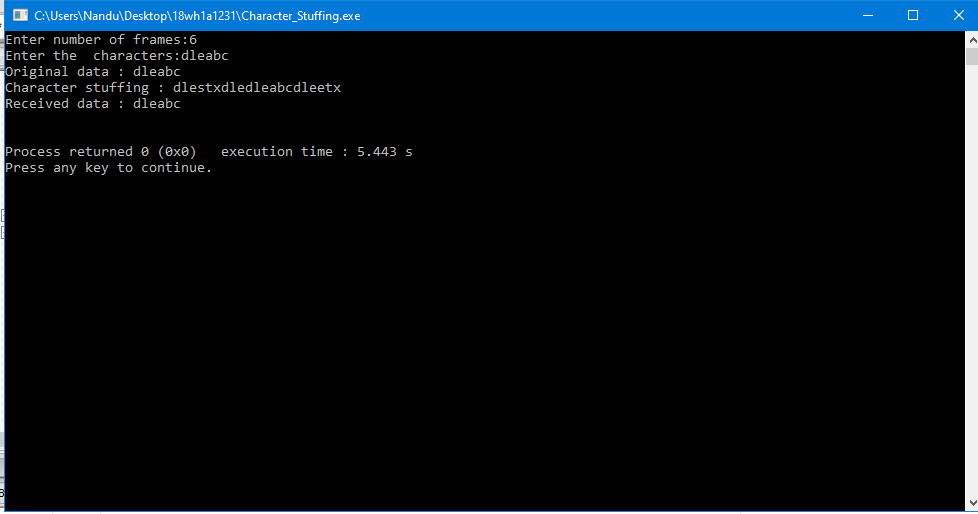 C:\Users\Nandu\Desktop\18wh1a1231\Character_Stuffing.exe
Enter number of frames:6
Enter the  characters:dleabc
Original data : dleabc
Character stuffing : dlestxdledleabcdleetx
Received data : dleabc
Process returned 0 (0x0)   execution time : 5.443 s
Press any key to continue.